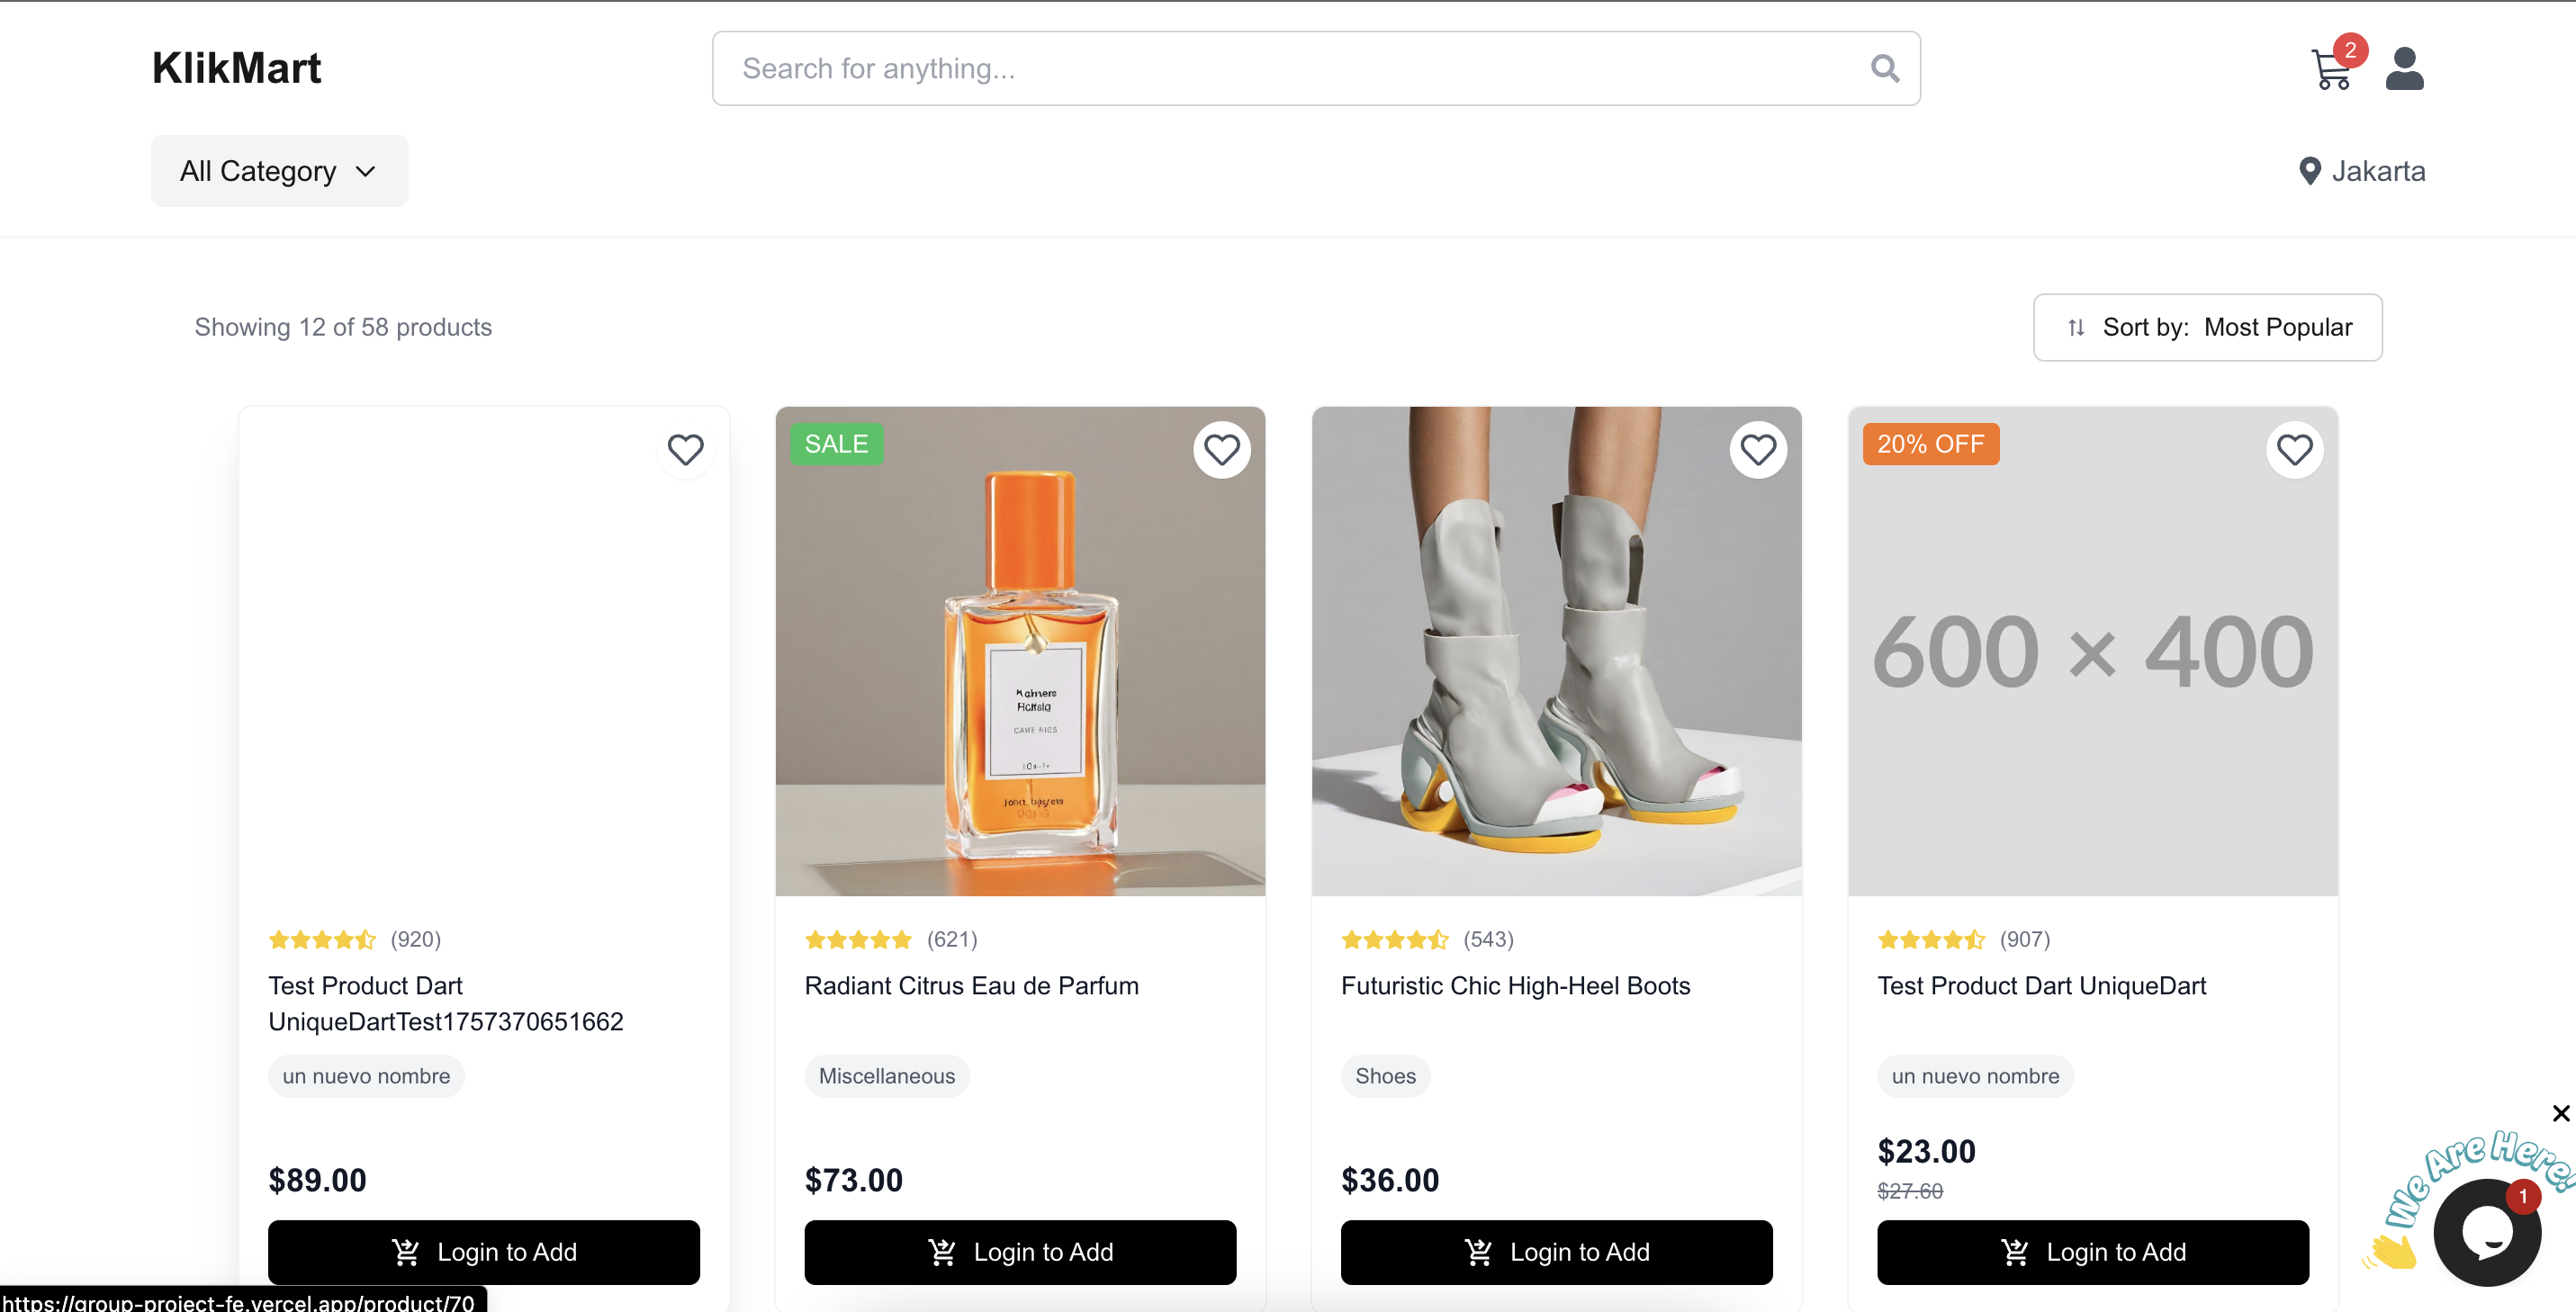 KlikMart
Search for anything...
2
All Category
Jakarta
Showing 12 of 58 products
Sort by: Most Popular
SALE
20% OFF
600 × 400
(920)
(621)
(543)
(907)
Test Product Dart
UniqueDartTest1757370651662
Radiant Citrus Eau de Parfum
Futuristic Chic High-Heel Boots
Test Product Dart UniqueDart
un nuevo nombre
Miscellaneous
Shoes
un nuevo nombre
$89.00
$73.00
$36.00
$23.00
$27.60
Login to Add
Login to Add
Login to Add
Login to Add
We Are Here!
1
https://group-project-fe.vercel.app/product/70